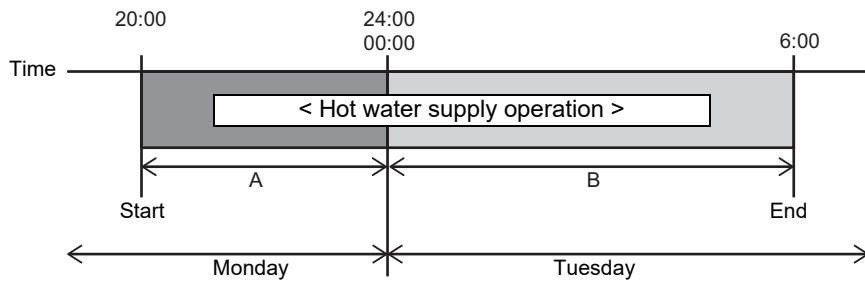 20:00
24:00
00:00
6:00
Time
< Hot water supply operation >
A
B
Start
End
Monday
Tuesday